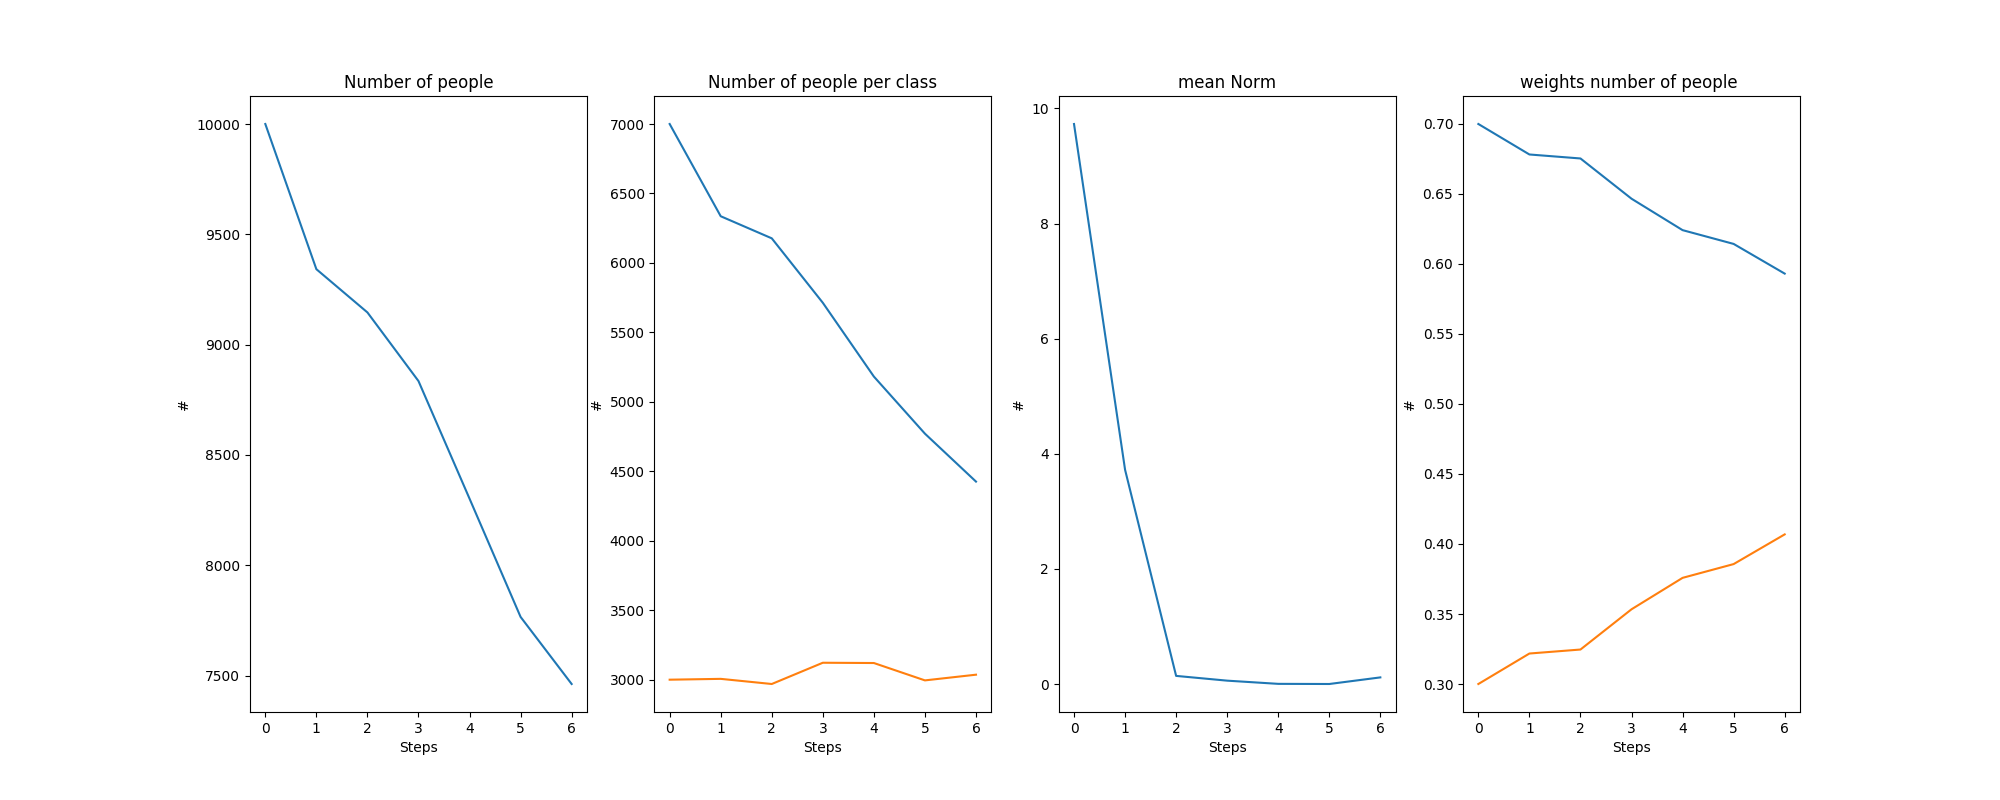 Number of people
10000
9500
9000
8500
8000
7500
#
0 1 2 3 4 5 6
Steps
Number of people per class
7000
6500
6000
5500
5000
4500
4000
3500
3000
#
0 1 2 3 4 5 6
Steps
mean Norm
10
8
6
4
2
0
#
0 1 2 3 4 5 6
Steps
weights number of people
0.70
0.65
0.60
0.55
0.50
0.45
0.40
0.35
0.30
#
0 1 2 3 4 5 6
Steps